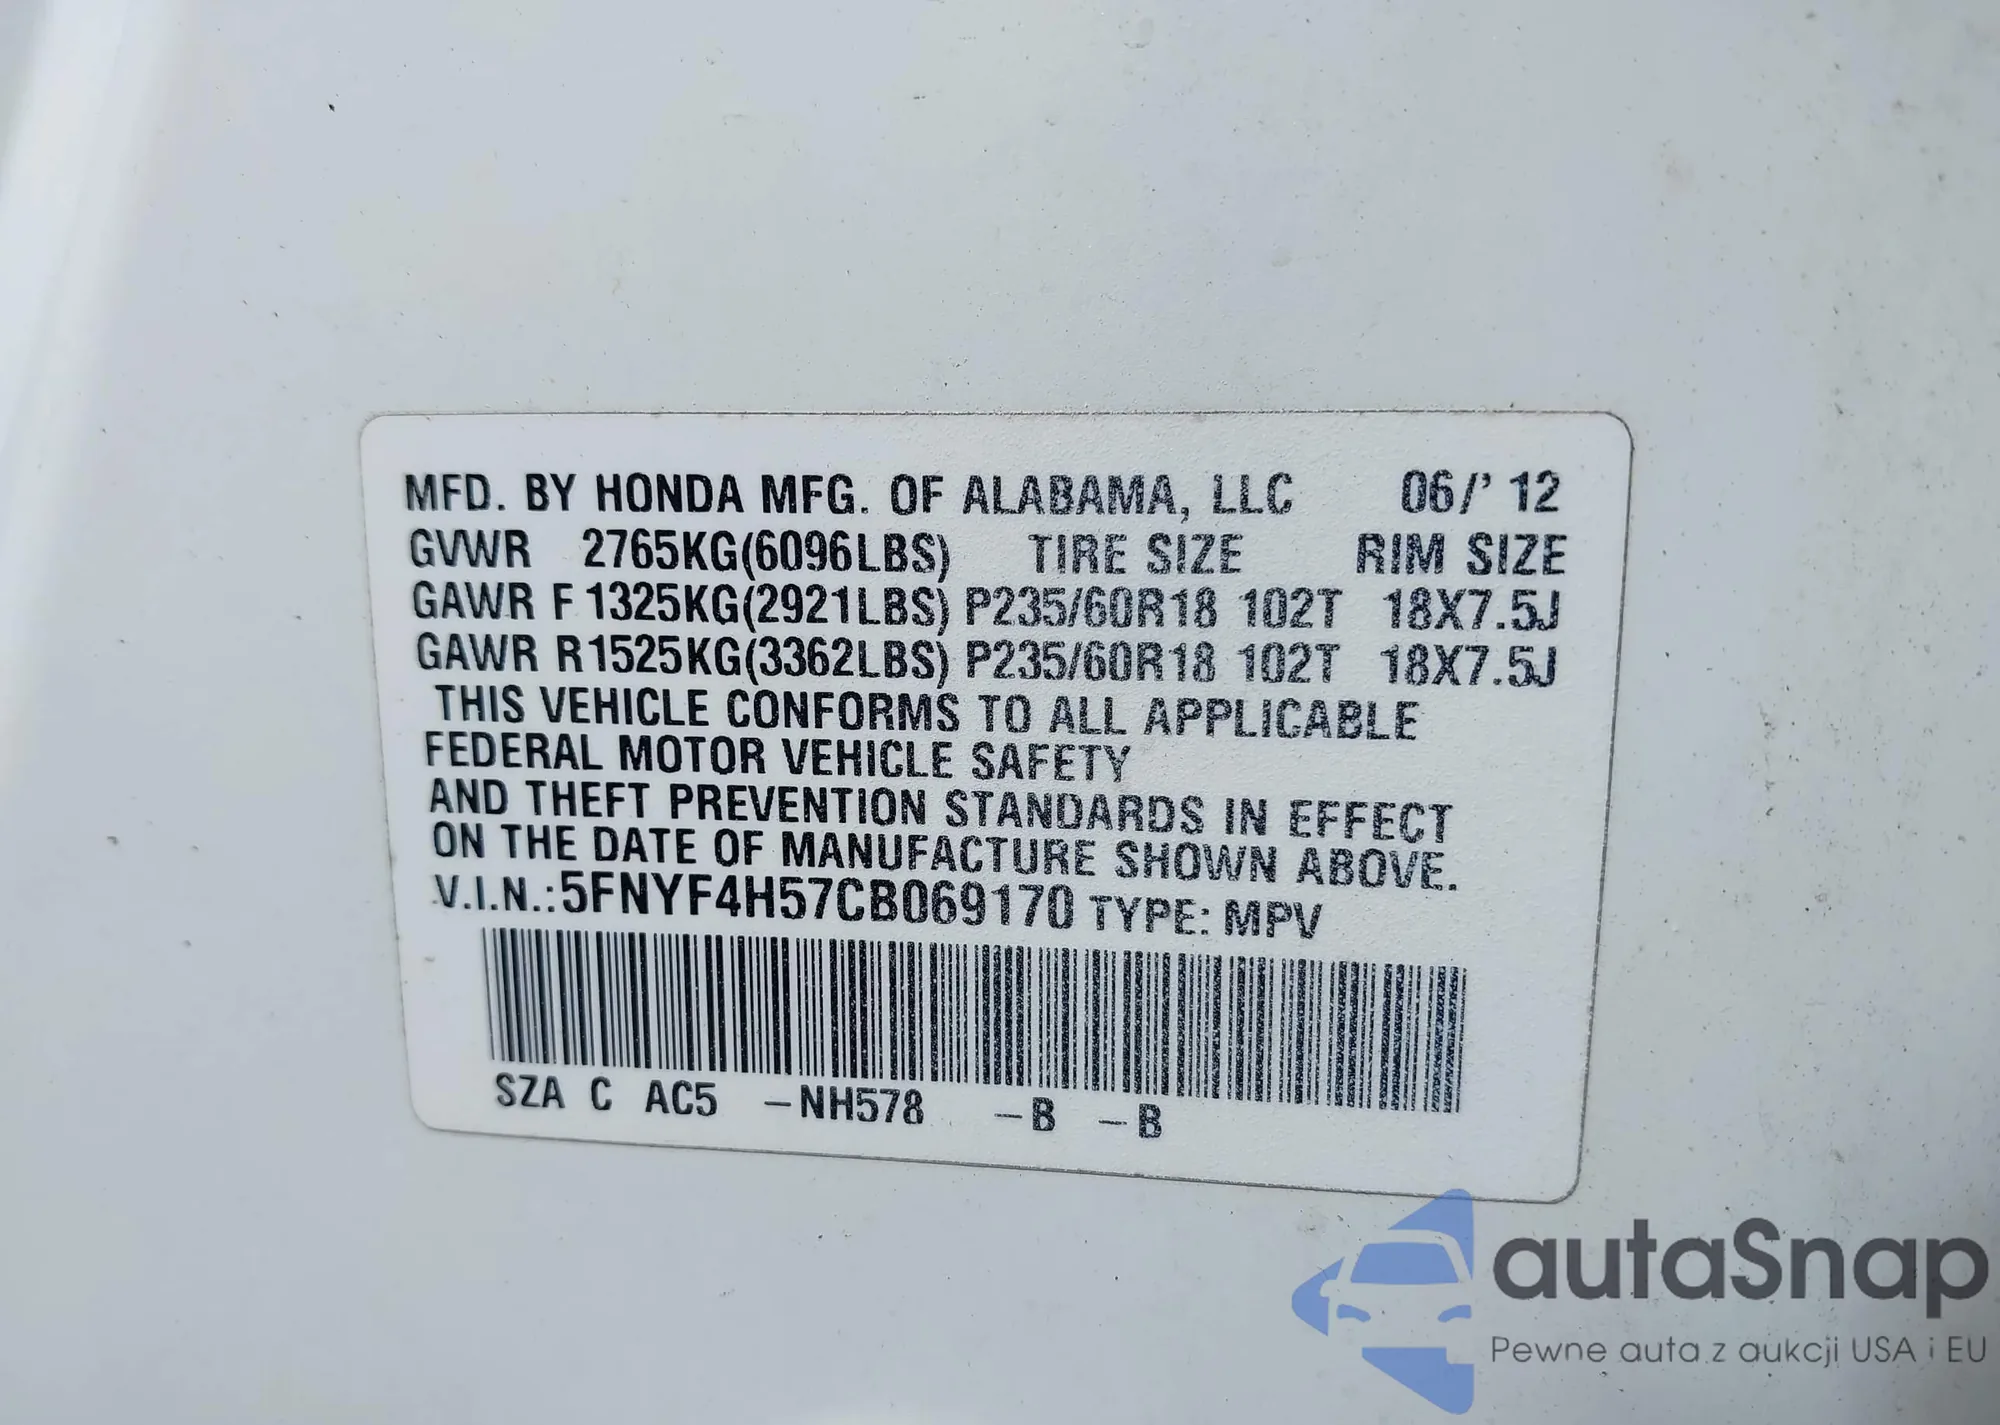 MFD. BY HONDA MFG. OF ALABAMA, LLC 06/' 12
GVWR 2765KG(6096LBS) TIRE SIZE RIM SIZE
GAWR F 1325KG(2921LBS) P235/60R18 102T 18X7.5J
GAWR R 1525KG(3362LBS) P235/60R18 102T 18X7.5J
THIS VEHICLE CONFORMS TO ALL APPLICABLE
FEDERAL MOTOR VEHICLE SAFETY
AND THEFT PREVENTION STANDARDS IN EFFECT
ON THE DATE OF MANUFACTURE SHOWN ABOVE.
V.I.N.:5FNYF4H57CB069170 TYPE: MPV
SZA C AC5 –NH578 –B –B
autaSnap
Pewne auta z aukcji USA i EU